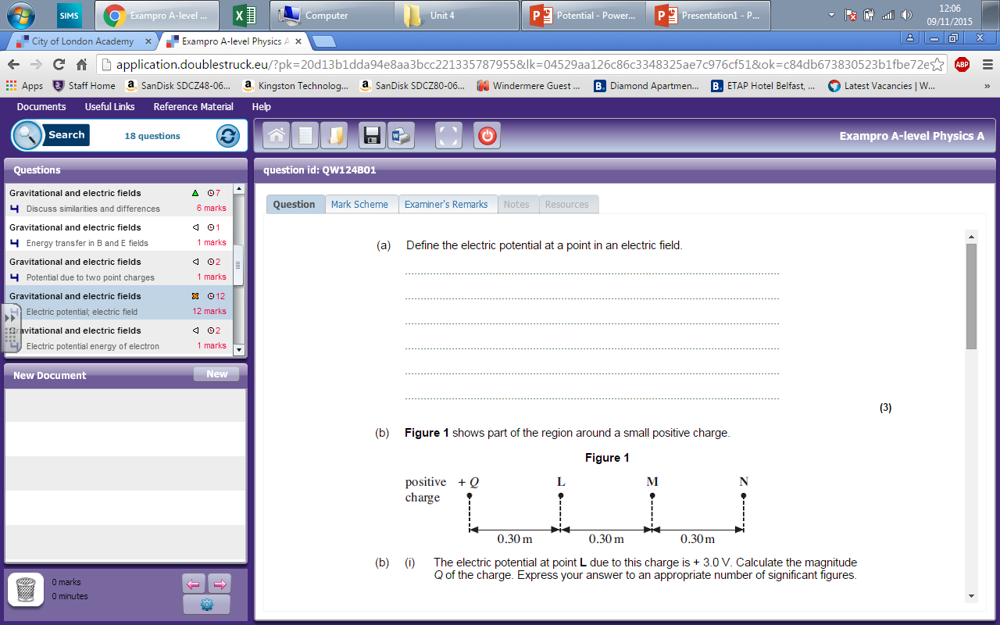 SIMS
Exampro A-level ...
Computer
Unit 4
Potential - Power...
Presentation1 - P...
12:06
09/11/2015
City of London Academy
Exampro A-level Physics A
application.doublestruck.eu/?pk=20d13b1dda94e8aa3bcc221335787955&lk=04529aa126c86c3348325ae7c976cf51&ok=c84db673830523b1fbe72e
ABP
Apps
Staff Home
SanDisk SDCZ48-06...
Kingston Technolog...
SanDisk SDCZ80-06...
Windermere Guest ...
Diamond Apartmen...
ETAP Hotel Belfast, ...
Latest Vacancies | W...
»
Documents
Useful Links
Reference Material
Help
Search
18 questions
Exampro A-level Physics A
Questions
Gravitational and electric fields 7
4 Discuss similarities and differences 6 marks
Gravitational and electric fields 1
4 Energy transfer in B and E fields 1 marks
Gravitational and electric fields 2
4 Potential due to two point charges 1 marks
Gravitational and electric fields 12
Electric potential; electric field 12 marks
Gravitational and electric fields 2
4 Electric potential energy of electron 1 marks
New Document
New
0 marks
0 minutes
question id: QW124B01
Question
Mark Scheme
Examiner's Remarks
Notes
Resources
(a) Define the electric potential at a point in an electric field.
(3)
(b) Figure 1 shows part of the region around a small positive charge.
Figure 1
positive + Q L M N
charge
0.30 m 0.30 m 0.30 m
(b) (i) The electric potential at point L due to this charge is + 3.0 V. Calculate the magnitude
Q of the charge. Express your answer to an appropriate number of significant figures.